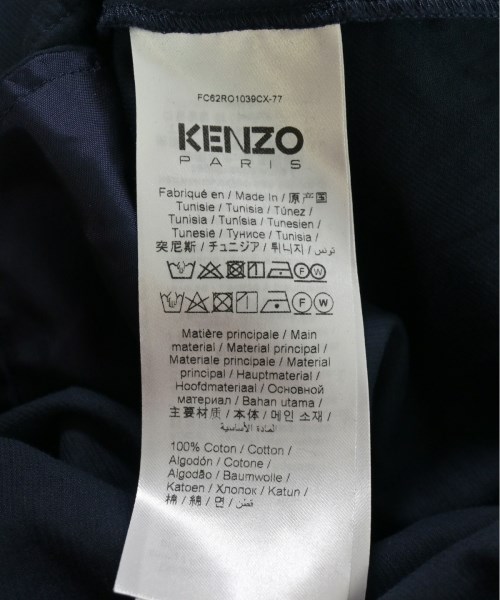 FC62RO1039CX-77
KENZO
PARIS
Fabriqué en / Made In / 原产国
Tunisie / Tunisia / Túnez /
Tunisia / Tunísia / Tunesien /
Tunesië / Тунисе / Tunisia /
突尼斯 / チュニジア / 튀니지 / تونس
Matière principale / Main
material / Material principal /
Materiale principale / Material
principal / Hauptmaterial /
Hoofdmateriaal / Основной
материал / Bahan utama /
主要材质 / 本体 / 메인 소재 /
المادة الأساسية
100% Coton / Cotton /
Algodón / Cotone /
Algodão / Baumwolle /
Katoen / Хлопок / Katun /
棉 / 綿 / 면 / قطن